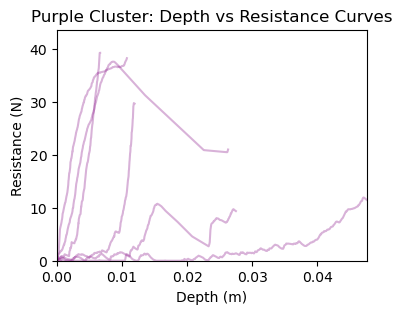 Purple Cluster: Depth vs Resistance Curves
40
30
20
10
0
Resistance (N)
0.00 0.01 0.02 0.03 0.04
Depth (m)